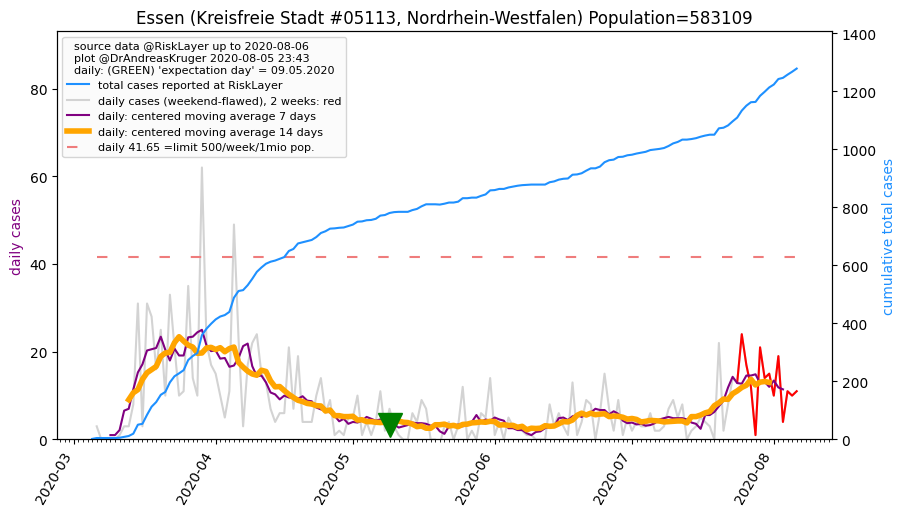 Essen (Kreisfreie Stadt #05113, Nordrhein-Westfalen) Population=583109
source data @RiskLayer up to 2020-08-06
plot @DrAndreasKruger 2020-08-05 23:43
daily: (GREEN) 'expectation day' = 09.05.2020
total cases reported at RiskLayer
daily cases (weekend-flawed), 2 weeks: red
daily: centered moving average 7 days
daily: centered moving average 14 days
daily 41.65 =limit 500/week/1mio pop.
daily cases
80
60
40
20
0
1400
1200
1000
800
600
400
200
0
cumulative total cases
2020-03
2020-04
2020-05
2020-06
2020-07
2020-08